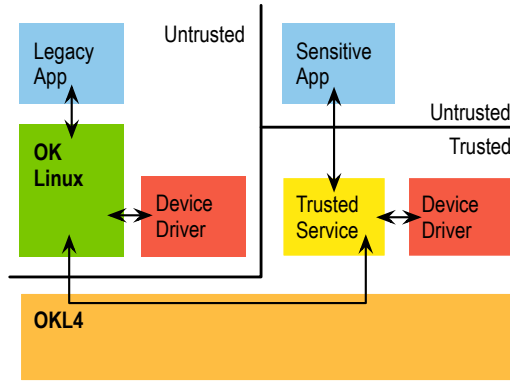 Legacy
App
Untrusted
Sensitive
App
Untrusted
Trusted
OK
Linux
Device
Driver
Trusted
Service
Device
Driver
OKL4